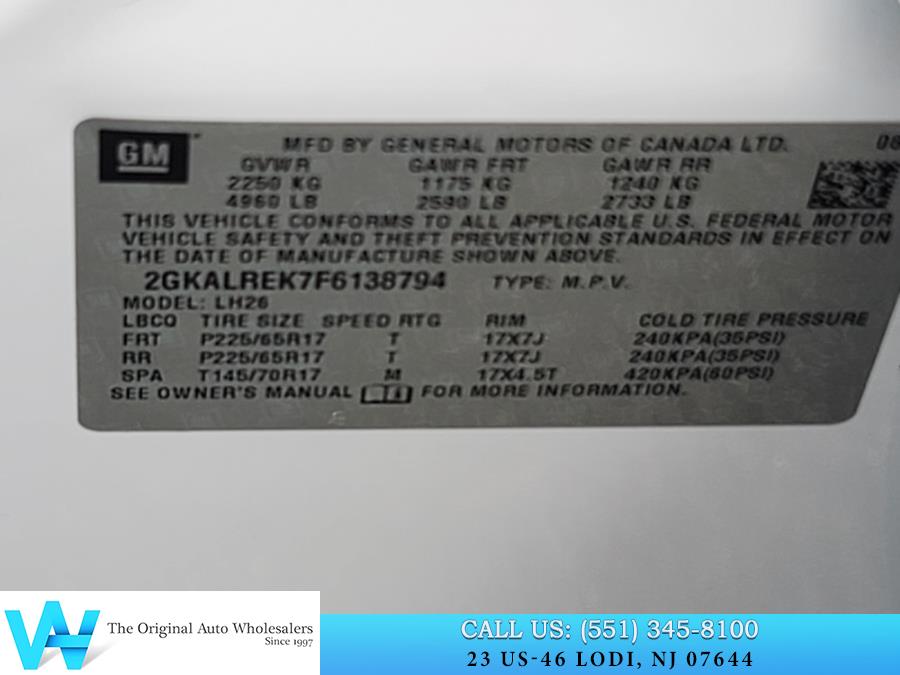 GM
MFD BY GENERAL MOTORS OF CANADA LTD. 08
GVWR GAWR FRT GAWR RR
2250 KG 1175 KG 1240 KG
4960 LB 2590 LB 2733 LB
THIS VEHICLE CONFORMS TO ALL APPLICABLE U.S. FEDERAL MOTOR
VEHICLE SAFETY AND THEFT PREVENTION STANDARDS IN EFFECT ON
THE DATE OF MANUFACTURE SHOWN ABOVE.
2GKALREK7F6138794 TYPE: M.P.V.
MODEL: LH26
LBCO TIRE SIZE SPEED RTG RIM COLD TIRE PRESSURE
FRT P225/65R17 T 17X7J 240KPA(35PSI)
RR P225/65R17 T 17X7J 240KPA(35PSI)
SPA T145/70R17 M 17X4.5T 420KPA(60PSI)
SEE OWNER'S MANUAL FOR MORE INFORMATION.
The Original Auto Wholesalers
Since 1997
CALL US: (551) 345-8100
23 US-46 LODI, NJ 07644